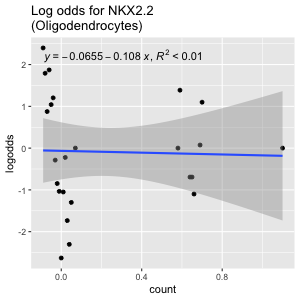 Log odds for NKX2.2
(Oligodendrocytes)
y = −0.0655 − 0.108 x, R² < 0.01
2
1
0
-1
-2
logodds
0.0 0.4 0.8
count